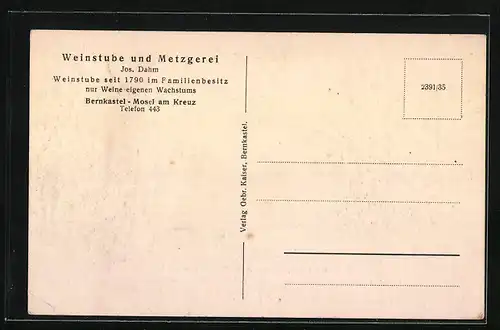 Weinstube und Metzgerei
Jos. Dahm
Weinstube seit 1790 im Familienbesitz
nur Weine eigenen Wachstums
Bernkastel - Mosel am Kreuz
Telefon 443
2391/35
Verlag Gebr. Kaiser, Bernkastel.